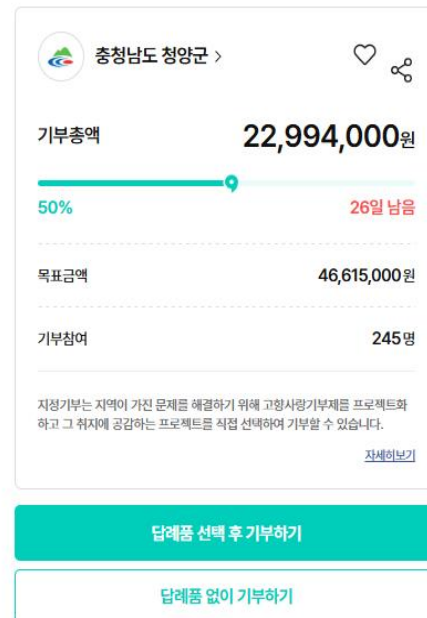 충청남도 청양군 >
기부총액 22,994,000원
50% 26일 남음
목표금액 46,615,000원
기부참여 245명
지정기부는 지역이 가진 문제를 해결하기 위해 고향사랑기부제를 프로젝트화
하고 그 취지에 공감하는 프로젝트를 직접 선택하여 기부할 수 있습니다.
자세히보기
답례품 선택 후 기부하기
답례품 없이 기부하기